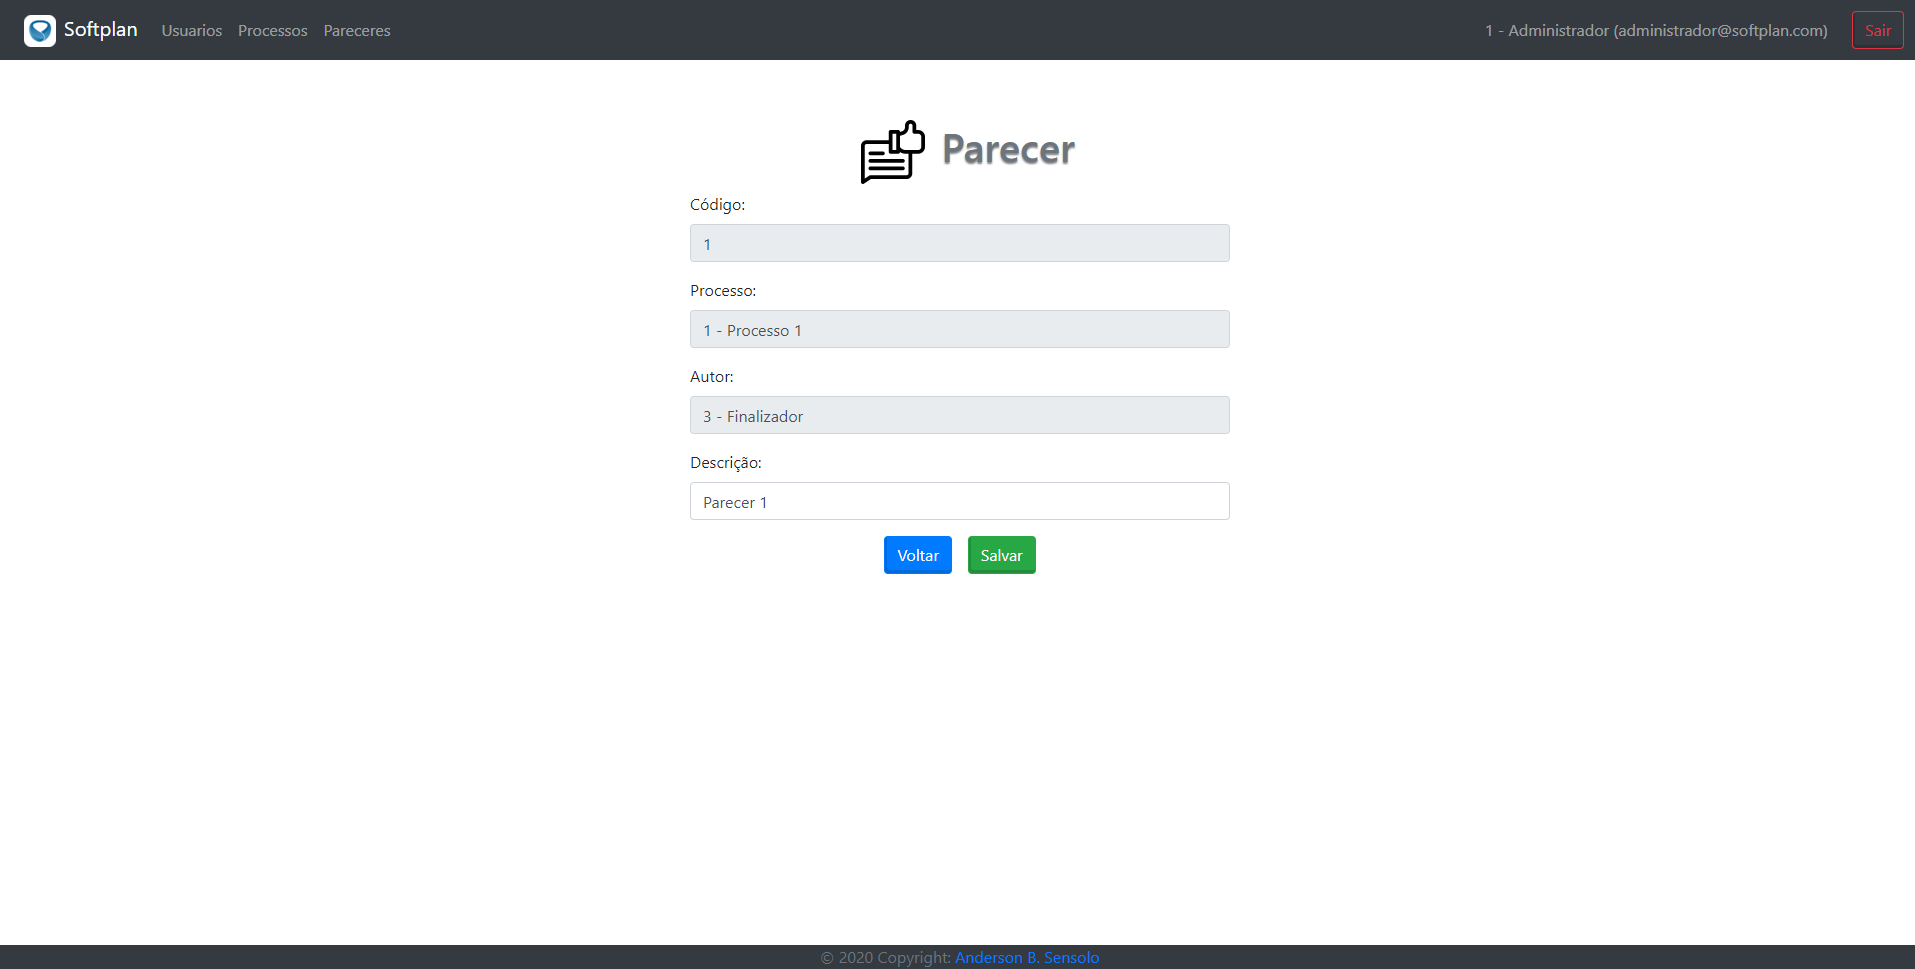 Softplan Usuarios Processos Pareceres 1 - Administrador (administrador@softplan.com) Sair
Parecer
Código:
1
Processo:
1 - Processo 1
Autor:
3 - Finalizador
Descrição:
Parecer 1
Voltar Salvar
© 2020 Copyright: Anderson B. Sensolo